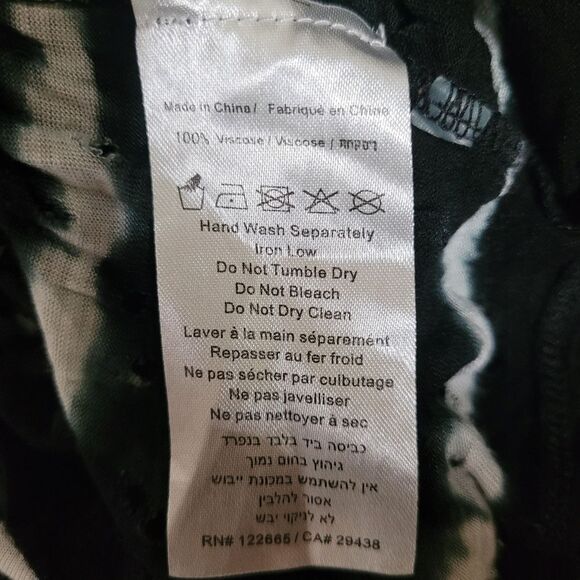 Made in China / Fabriqué en Chine
100% Viscose / Viscose /
Hand Wash Separately
Iron Low
Do Not Tumble Dry
Do Not Bleach
Do Not Dry Clean
Laver à la main séparément
Repasser au fer froid
Ne pas sécher par culbutage
Ne pas javelliser
Ne pas nettoyer à sec
כביסה ביד בלבד בנפרד
גיהוץ בחום נמוך
אין להשתמש במכונת ייבוש
אסור להלבין
לא לניקוי יבש
RN# 122665 / CA# 29438